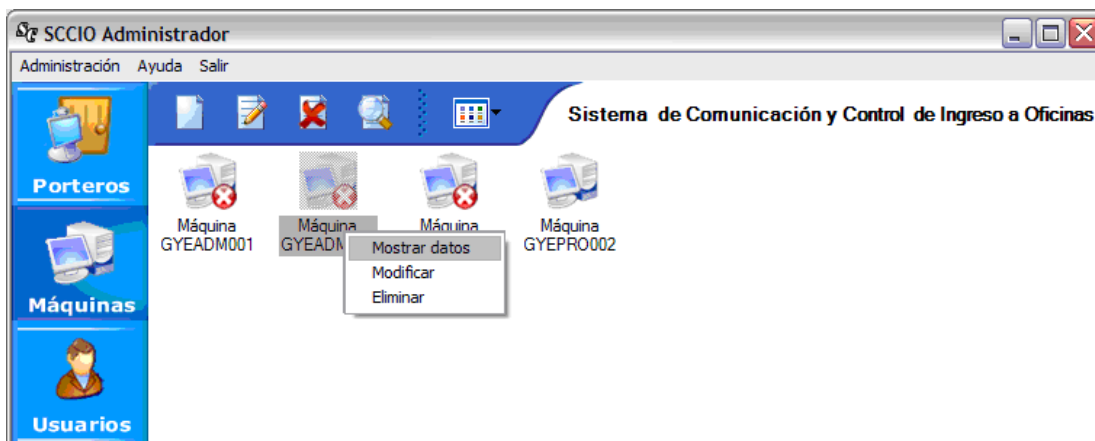 SCCIO Administrador
Administración Ayuda Salir
Sistema de Comunicación y Control de Ingreso a Oficinas
Porteros
Máquina Máquina Máquina Máquina
GYEADM001 GYEPRO002
Mostrar datos
Modificar
Eliminar
Máquinas
Usuarios